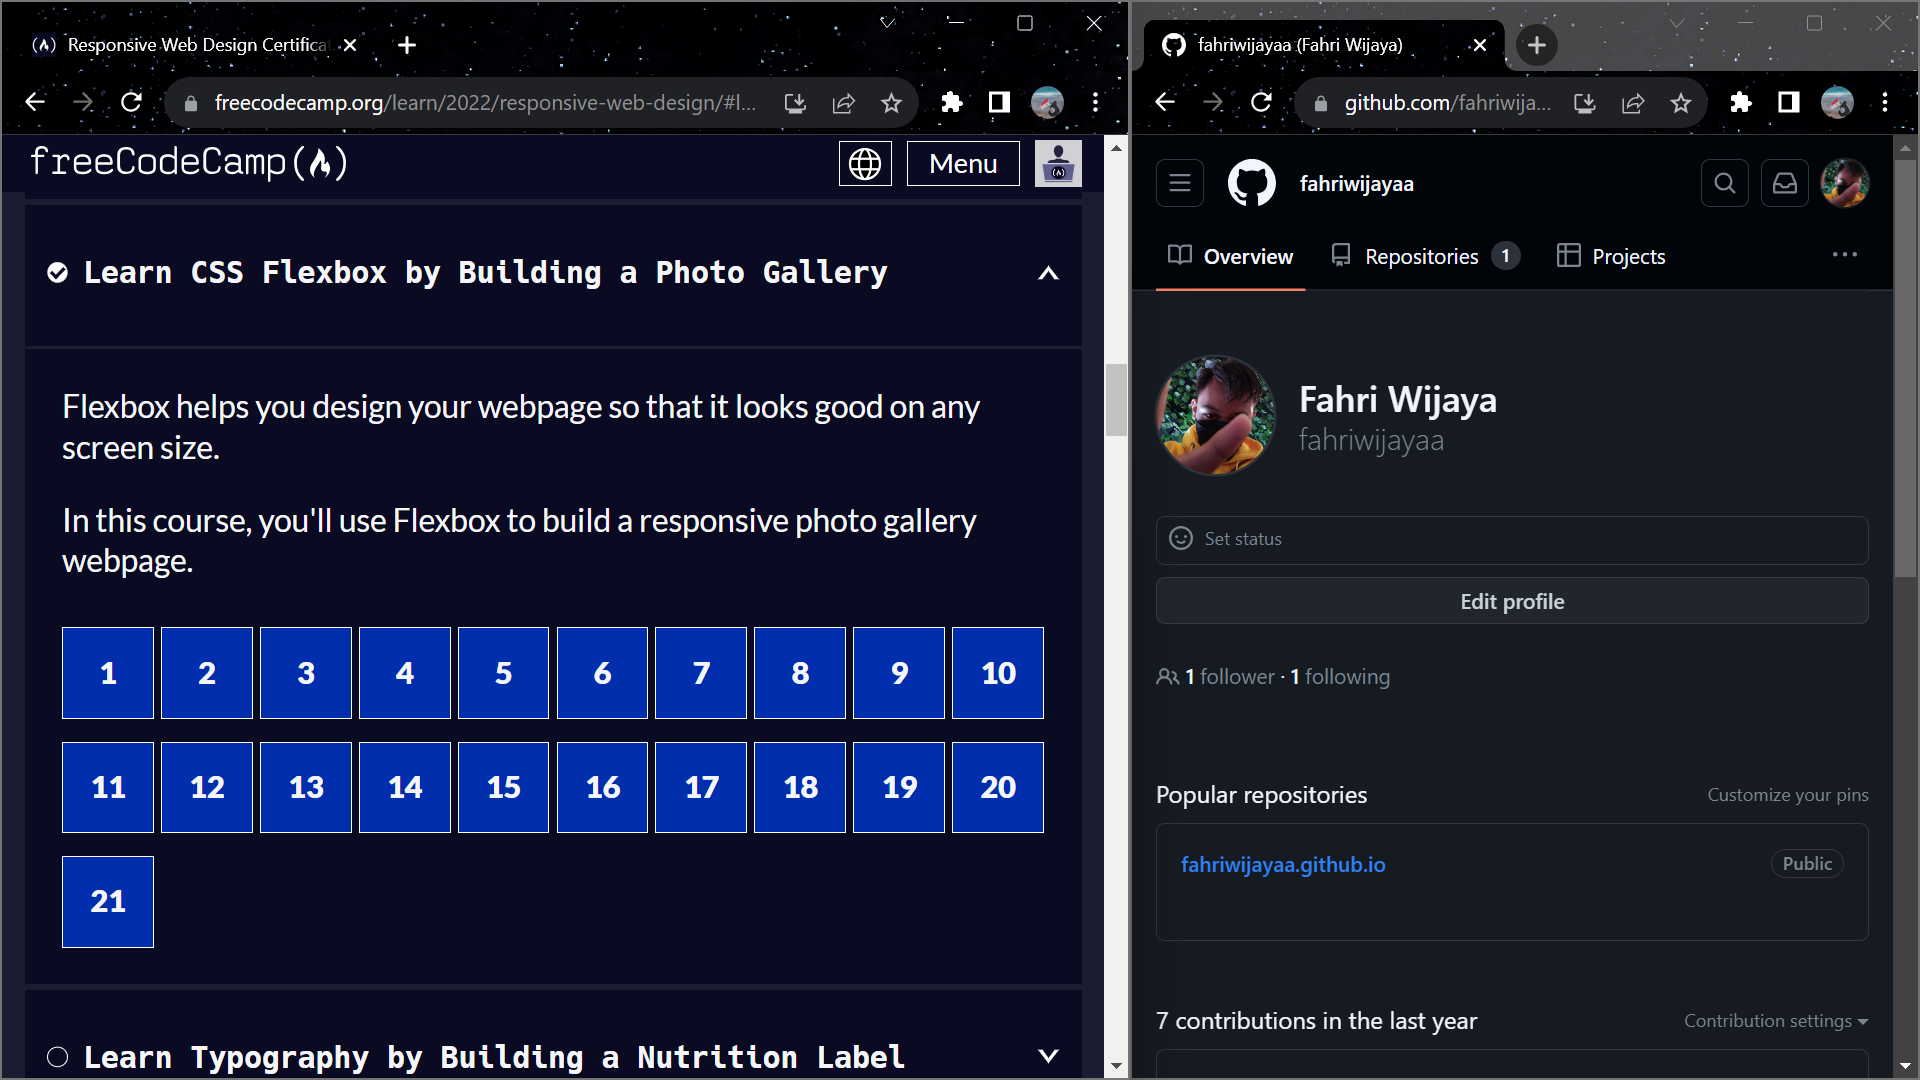 Responsive Web Design Certifica
freecodecamp.org/learn/2022/responsive-web-design/#l...
freeCodeCamp(🔥)
Menu
Learn CSS Flexbox by Building a Photo Gallery
Flexbox helps you design your webpage so that it looks good on any
screen size.
In this course, you'll use Flexbox to build a responsive photo gallery
webpage.
1 2 3 4 5 6 7 8 9 10
11 12 13 14 15 16 17 18 19 20
21
Learn Typography by Building a Nutrition Label
fahriwijayaa (Fahri Wijaya)
github.com/fahriwija...
fahriwijayaa
Overview Repositories 1 Projects
Fahri Wijaya
fahriwijayaa
Set status
Edit profile
1 follower · 1 following
Popular repositories Customize your pins
fahriwijayaa.github.io Public
7 contributions in the last year Contribution settings